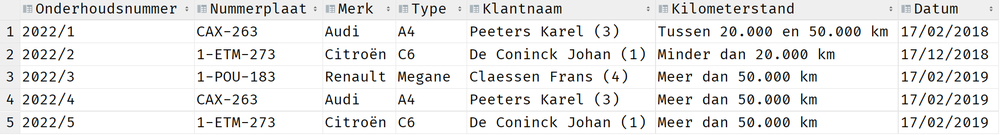 Onderhoudsnummer Nummerplaat Merk Type Klantnaam Kilometerstand Datum
1 2022/1 CAX-263 Audi A4 Peeters Karel (3) Tussen 20.000 en 50.000 km 17/02/2018
2 2022/2 1-ETM-273 Citroën C6 De Coninck Johan (1) Minder dan 20.000 km 17/12/2018
3 2022/3 1-POU-183 Renault Megane Claessen Frans (4) Meer dan 50.000 km 17/02/2019
4 2022/4 CAX-263 Audi A4 Peeters Karel (3) Meer dan 50.000 km 17/02/2019
5 2022/5 1-ETM-273 Citroën C6 De Coninck Johan (1) Meer dan 50.000 km 17/02/2019